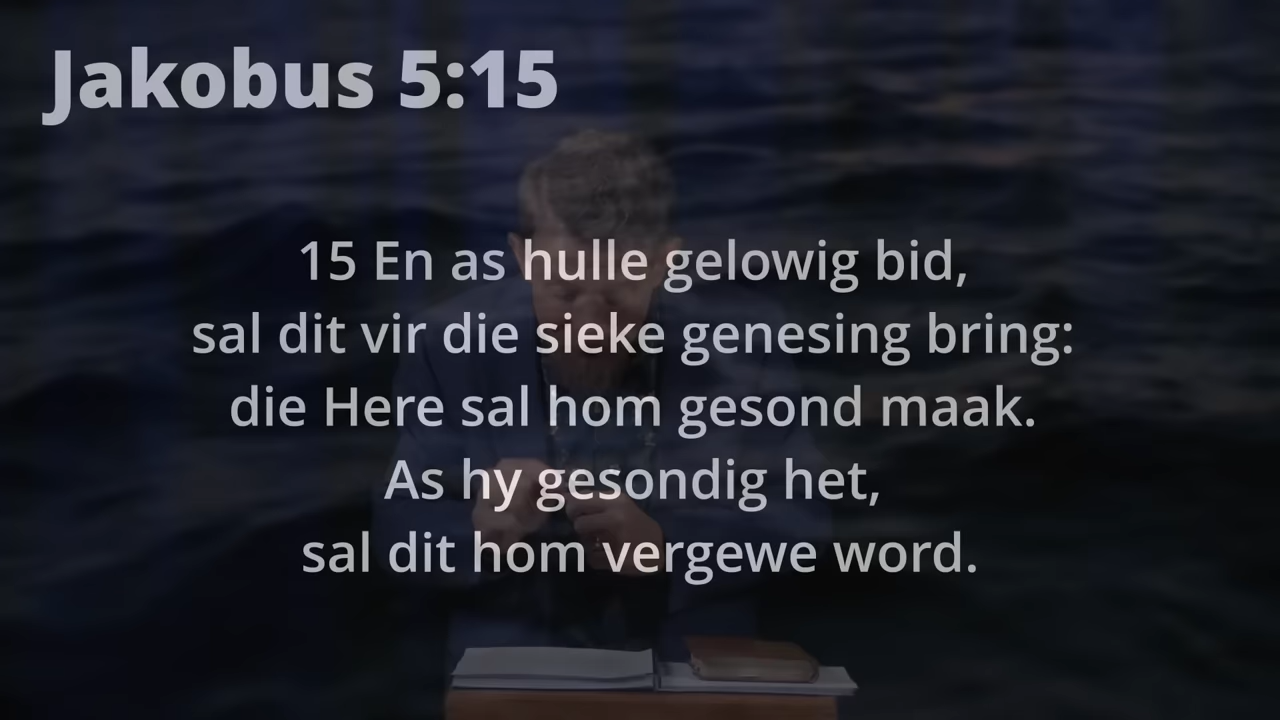 Jakobus 5:15
15 En as hulle gelowig bid,
sal dit vir die sieke genesing bring:
die Here sal hom gesond maak.
As hy gesondig het,
sal dit hom vergewe word.